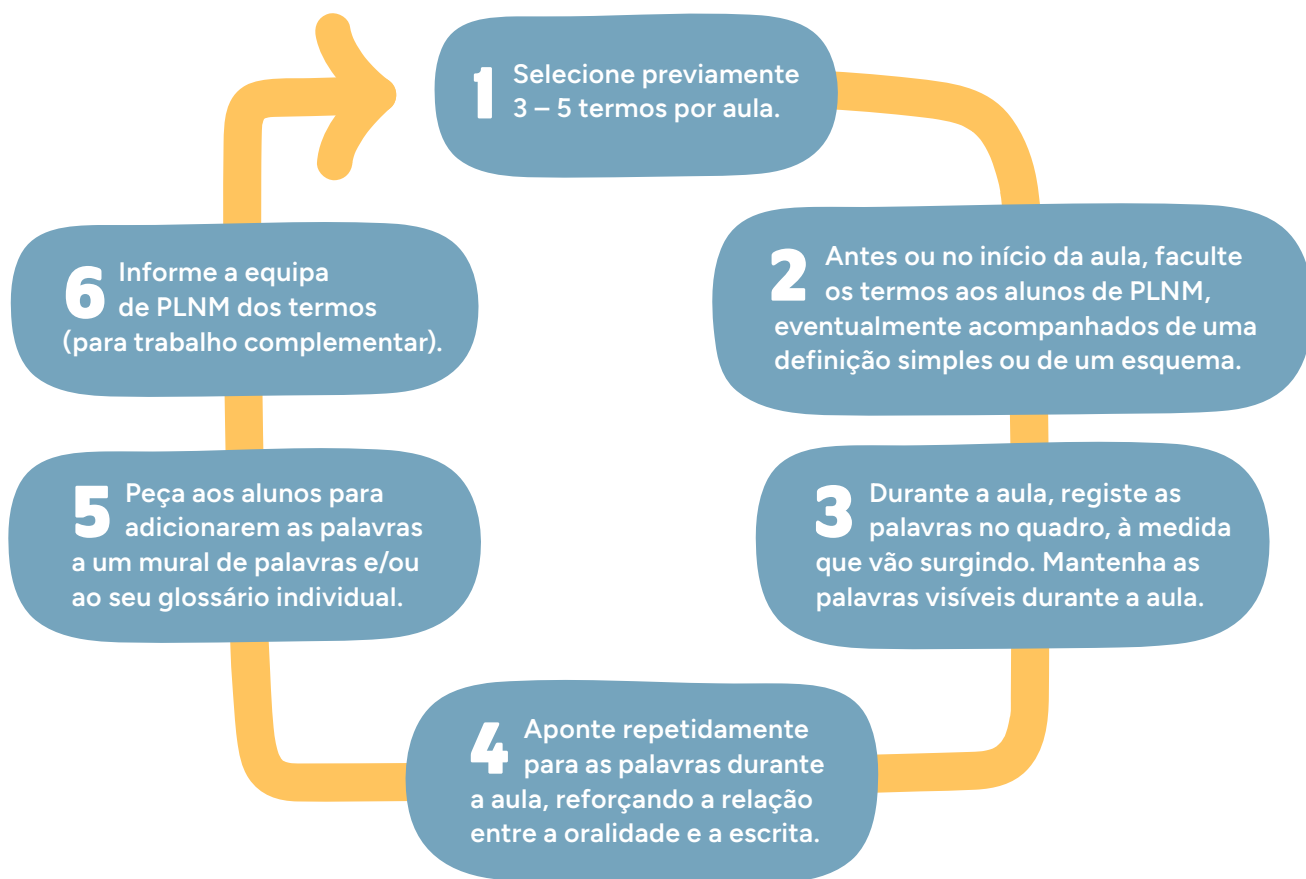 1 Selecione previamente
3 – 5 termos por aula.
2 Antes ou no início da aula, faculte
os termos aos alunos de PLNM,
eventualmente acompanhados de uma
definição simples ou de um esquema.
3 Durante a aula, registe as
palavras no quadro, à medida
que vão surgindo. Mantenha as
palavras visíveis durante a aula.
4 Aponte repetidamente
para as palavras durante
a aula, reforçando a relação
entre a oralidade e a escrita.
5 Peça aos alunos para
adicionarem as palavras
a um mural de palavras e/ou
ao seu glossário individual.
6 Informe a equipa
de PLNM dos termos
(para trabalho complementar).